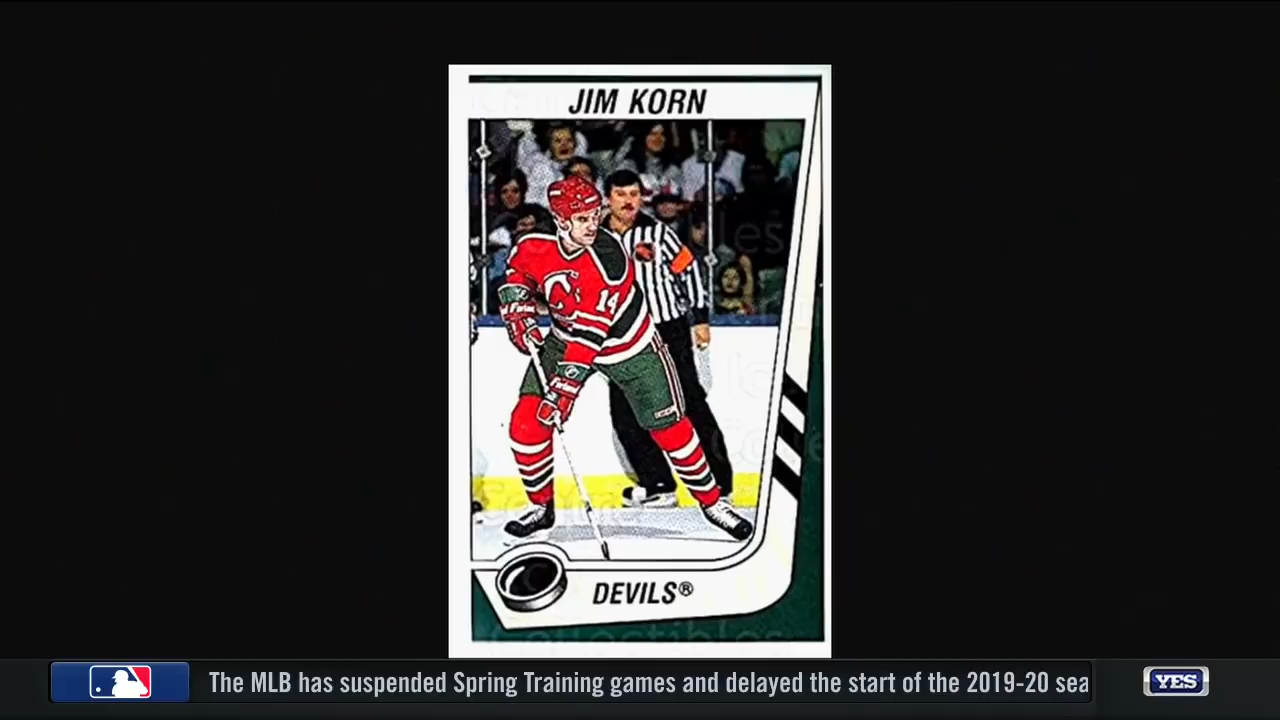 JIM KORN
14
DEVILS®
The MLB has suspended Spring Training games and delayed the start of the 2019-20 sea
YES